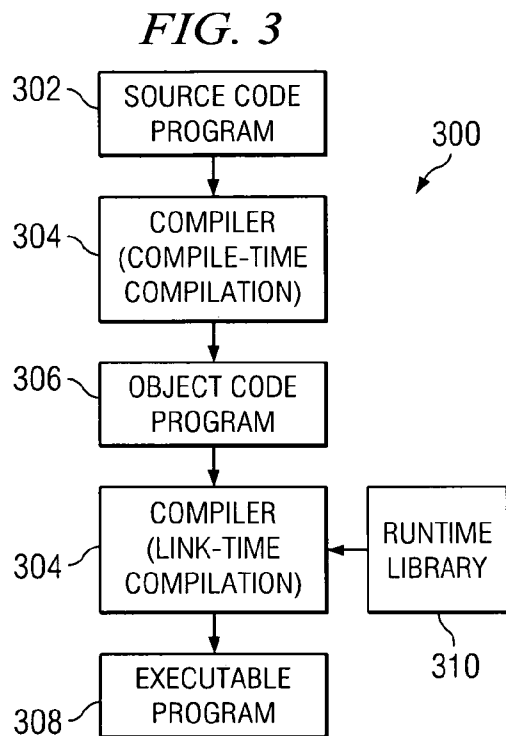 FIG. 3
302
SOURCE CODE
PROGRAM
300
304
COMPILER
(COMPILE-TIME
COMPILATION)
306
OBJECT CODE
PROGRAM
304
COMPILER
(LINK-TIME
COMPILATION)
RUNTIME
LIBRARY
310
308
EXECUTABLE
PROGRAM